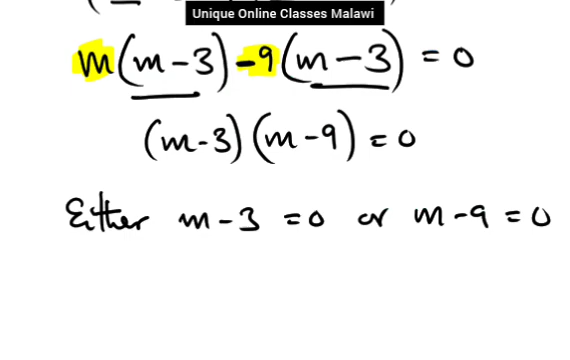 Unique Online Classes Malawi
m(m-3)-9(m-3) = 0
(m-3)(m-9) = 0
Either m-3 = 0 or m-9 = 0